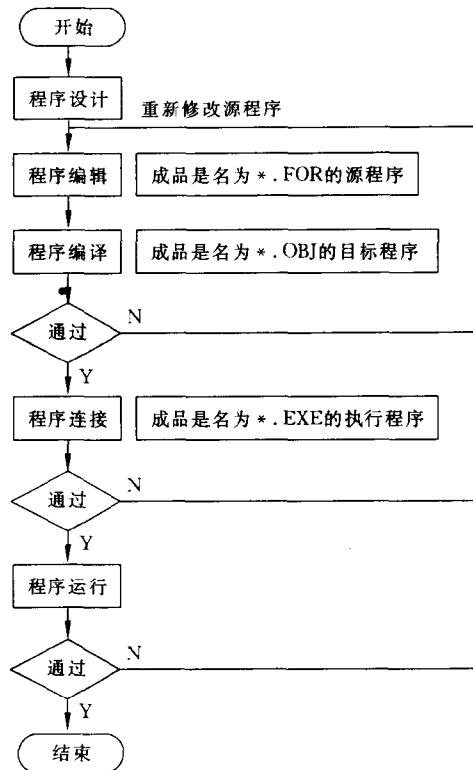 开始
程序设计
重新修改源程序
程序编辑
成品是名为*.FOR的源程序
程序编译
成品是名为*.OBJ的目标程序
通过
N
Y
程序连接
成品是名为*.EXE的执行程序
通过
N
Y
程序运行
通过
N
Y
结束